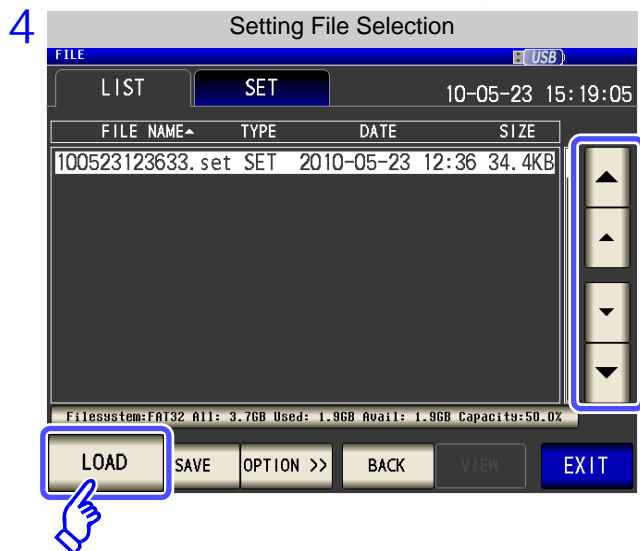 4
Setting File Selection
FILE USB
LIST SET 10-05-23 15:19:05
FILE NAME▲ TYPE DATE SIZE
100523123633.set SET 2010-05-23 12:36 34.4KB
Filesystem:FAT32 All: 3.7GB Used: 1.9GB Avail: 1.9GB Capacity:50.0%
LOAD SAVE OPTION >> BACK VIEW EXIT